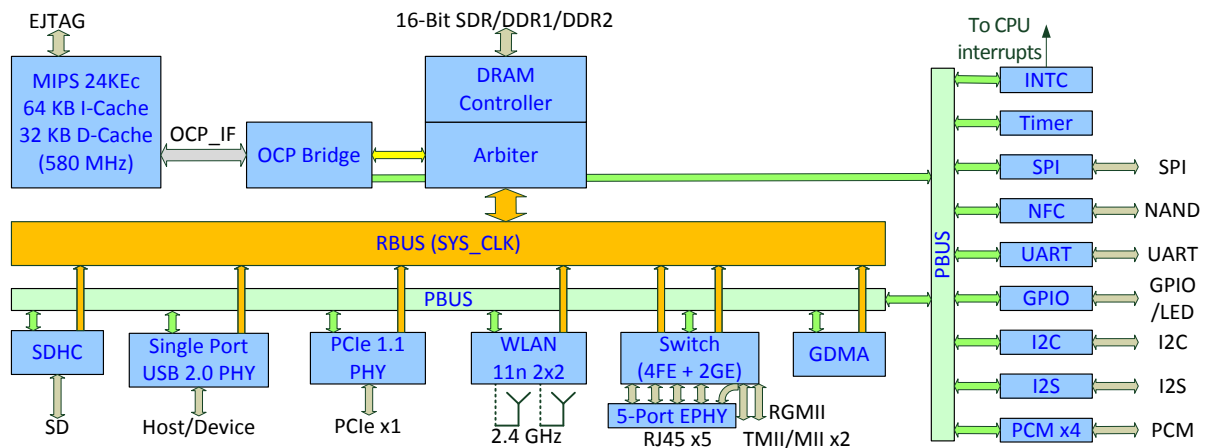 EJTAG
16-Bit SDR/DDR1/DDR2
To CPU
interrupts
MIPS 24KEc
64 KB I-Cache
32 KB D-Cache
(580 MHz)
OCP_IF
OCP Bridge
DRAM
Controller
Arbiter
RBUS (SYS_CLK)
PBUS
SDHC
Single Port
USB 2.0 PHY
PCIe 1.1
PHY
WLAN
11n 2x2
Switch
(4FE + 2GE)
GDMA
5-Port EPHY
SD
Host/Device
PCIe x1
2.4 GHz
RJ45 x5
RGMII
TMII/MII x2
PBUS
INTC
Timer
SPI
SPI
NFC
NAND
UART
UART
GPIO
GPIO
/LED
I2C
I2C
I2S
I2S
PCM x4
PCM